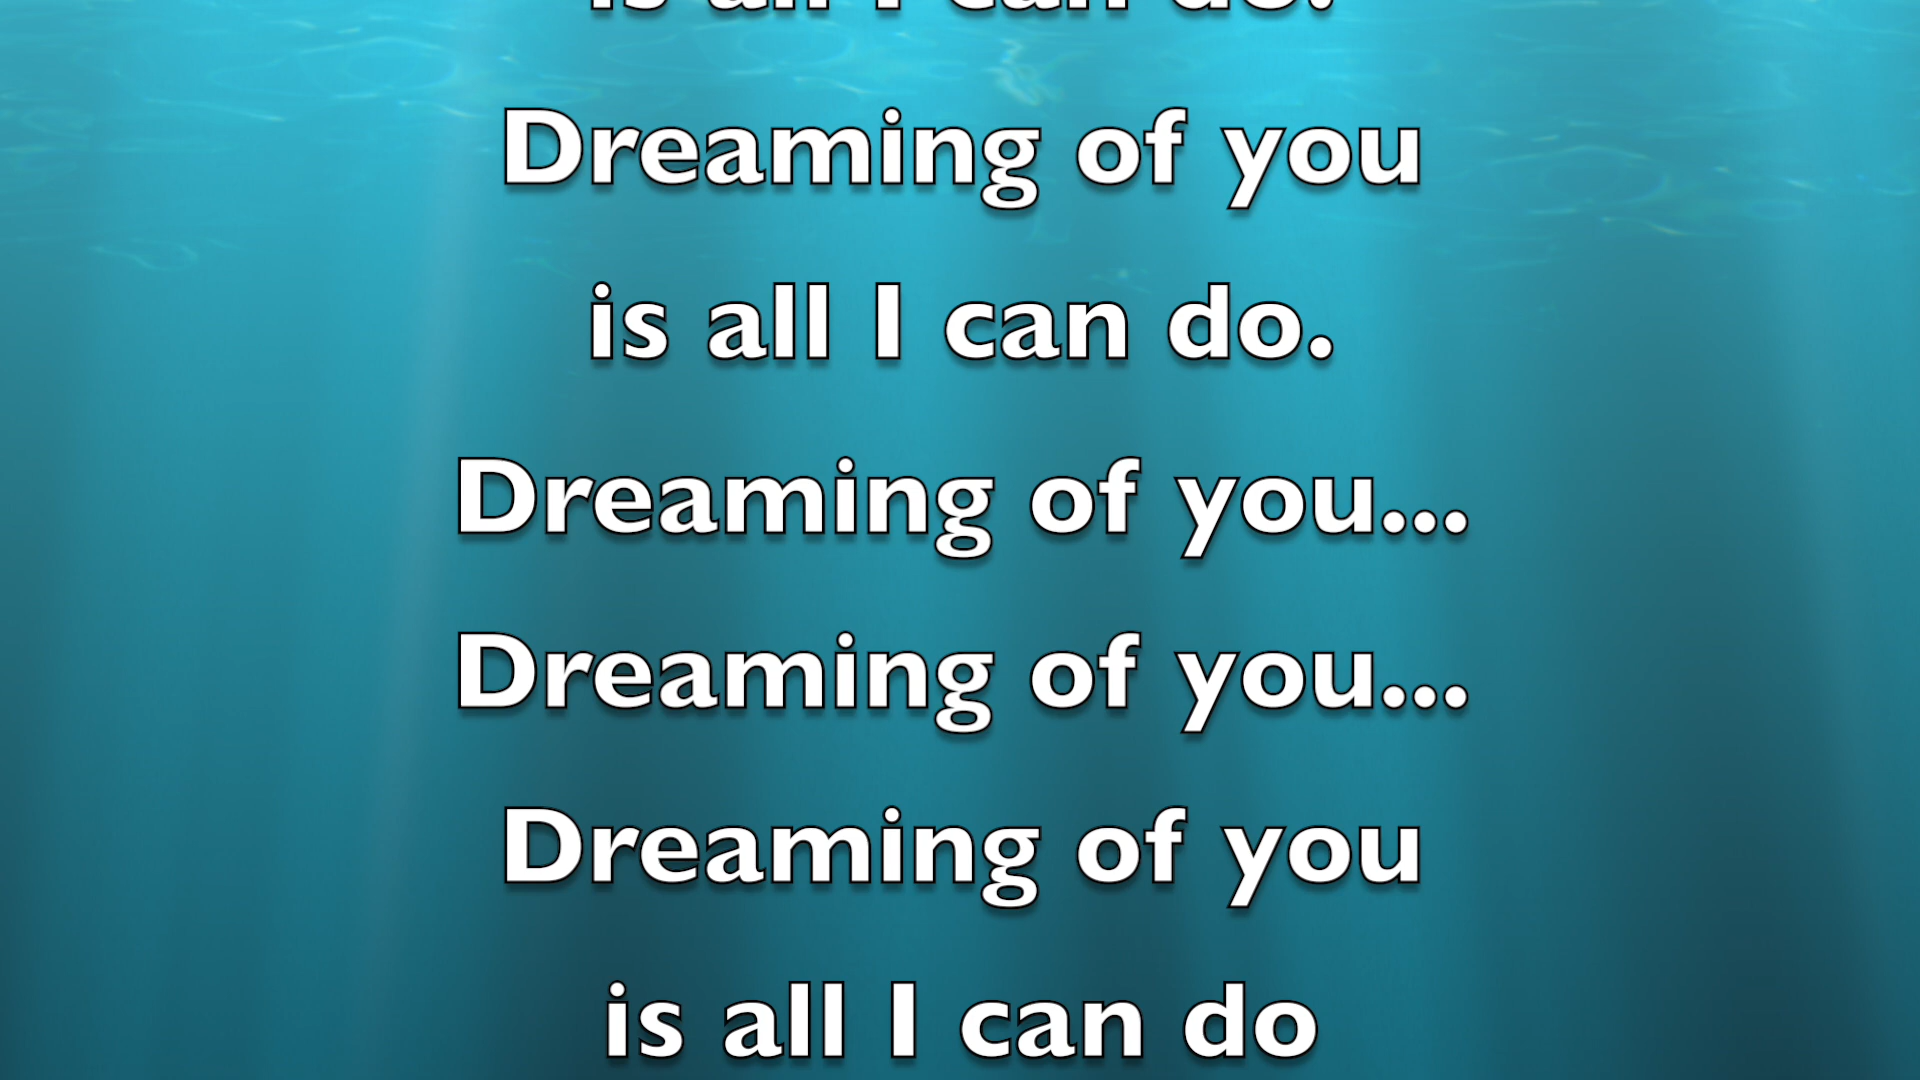 is all I can do.
Dreaming of you
is all I can do.
Dreaming of you...
Dreaming of you...
Dreaming of you
is all I can do